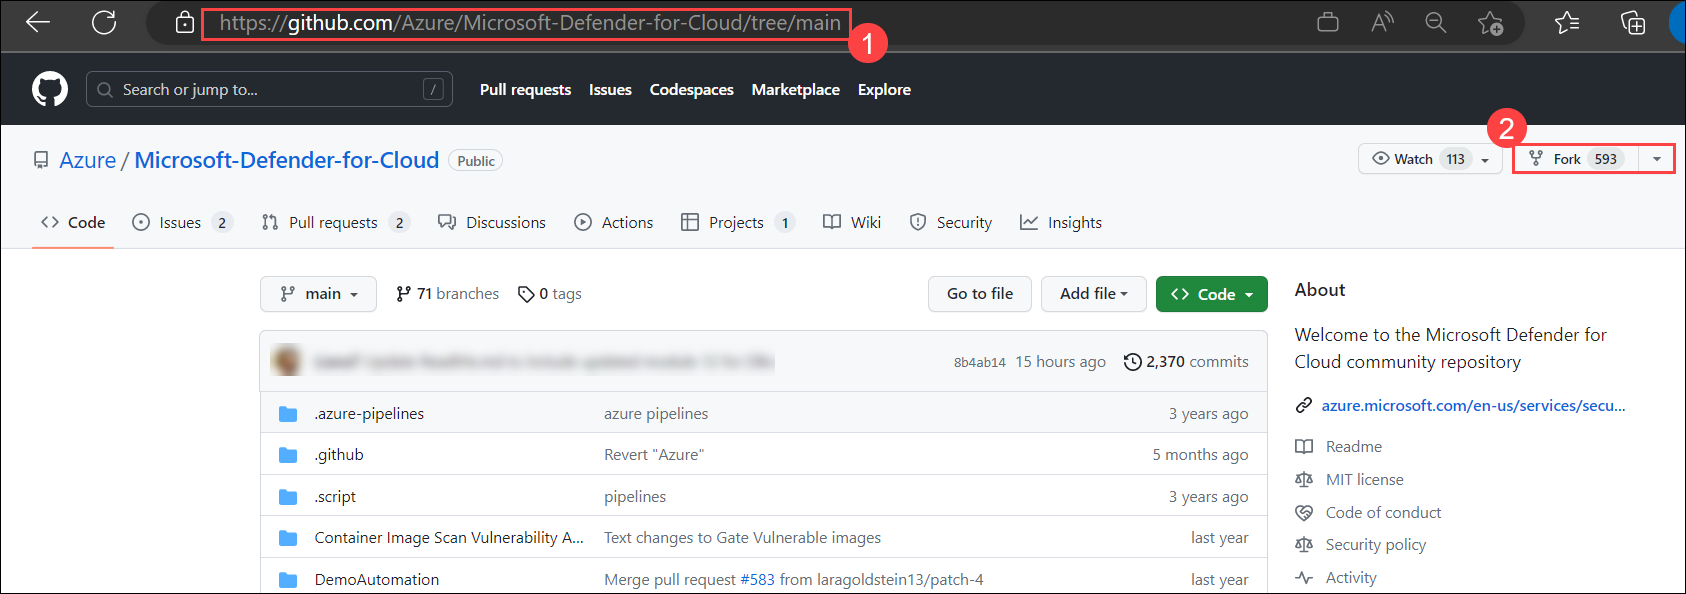 https://github.com/Azure/Microsoft-Defender-for-Cloud/tree/main
1
Search or jump to... /
Pull requests Issues Codespaces Marketplace Explore
2
Azure / Microsoft-Defender-for-Cloud Public
Watch 113 Fork 593
Code Issues 2 Pull requests 2 Discussions Actions Projects 1 Wiki Security Insights
main 71 branches 0 tags Go to file Add file Code
8b4ab14 15 hours ago 2,370 commits
.azure-pipelines azure pipelines 3 years ago
.github Revert "Azure" 5 months ago
.script pipelines 3 years ago
Container Image Scan Vulnerability A... Text changes to Gate Vulnerable images last year
DemoAutomation Merge pull request #583 from laragoldstein13/patch-4 last year
About
Welcome to the Microsoft Defender for
Cloud community repository
azure.microsoft.com/en-us/services/secu...
Readme
MIT license
Code of conduct
Security policy
Activity